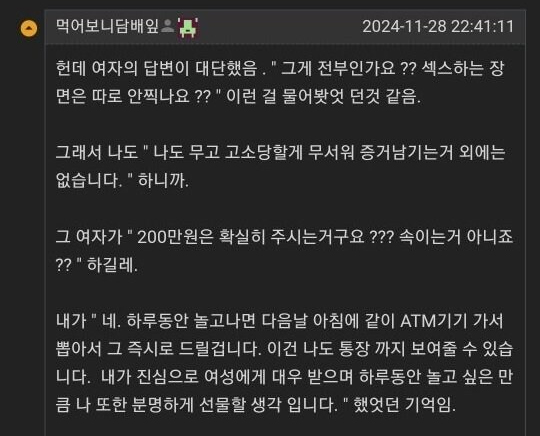 먹어보니담배잎 2024-11-28 22:41:11
헌데 여자의 답변이 대단했음 . " 그게 전부인가요 ?? 섹스하는 장
면은 따로 안찍나요 ?? " 이런 걸 물어봣엇 던것 같음.
그래서 나도 " 나도 무고 고소당할게 무서워 증거남기는거 외에는
없습니다. " 하니까.
그 여자가 " 200만원은 확실히 주시는거구요 ??? 속이는거 아니죠
?? " 하길레.
내가 " 네. 하루동안 놀고나면 다음날 아침에 같이 ATM기기 가서
뽑아서 그 즉시로 드릴겁니다. 이건 나도 통장 까지 보여줄 수 있습
니다. 내가 진심으로 여성에게 대우 받으며 하루동안 놀고 싶은 만
큼 나 또한 분명하게 선물할 생각 입니다. " 했엇던 기억임.